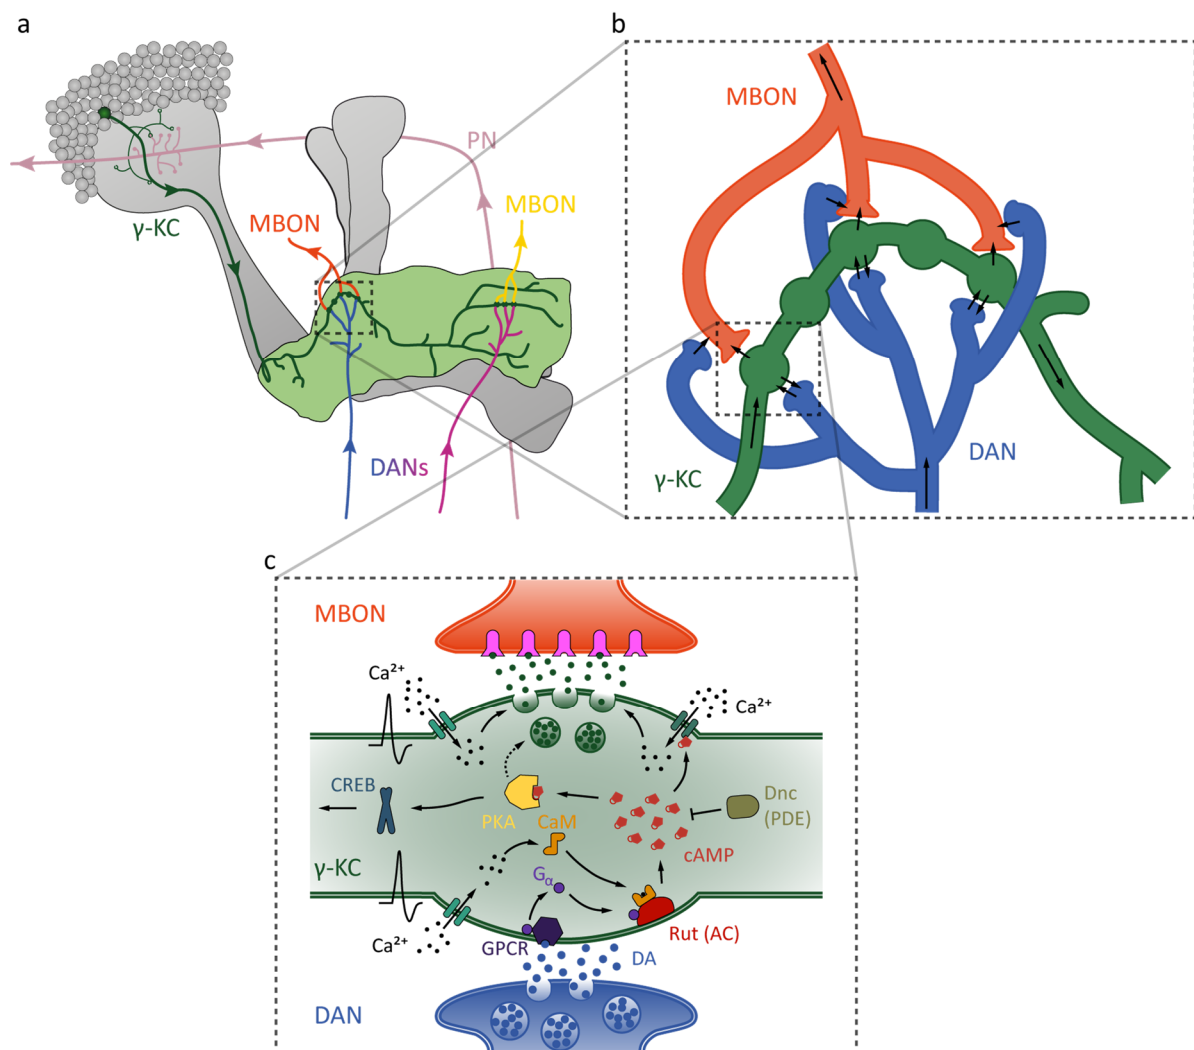 a
b
PN
MBON
MBON
γ-KC
DANs
MBON
DAN
γ-KC
c
MBON
Ca²⁺
Ca²⁺
CREB
Dnc
(PDE)
PKA
CaM
cAMP
γ-KC
Gα
Ca²⁺
GPCR
Rut (AC)
DA
DAN